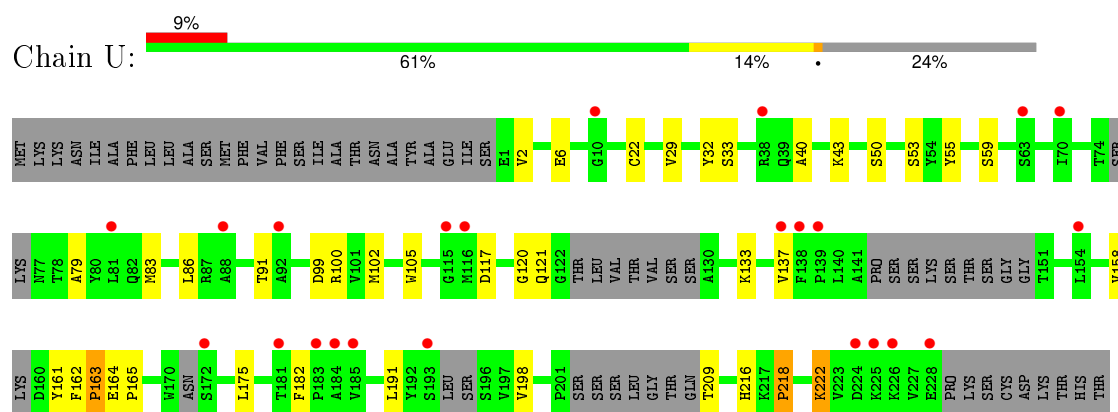 9%
Chain U:
61% 14% • 24%
MET LYS LYS ASN ILE ALA PHE LEU LEU ALA SER MET PHE VAL PHE SER ILE ALA THR ASN ALA TYR ALA GLU ILE SER E1 V2 E6 G10 C22 V29 Y32 S33 R38 Q39 A40 K43 S50 S53 Y54 Y55 S59 S63 I70 T74 SER
LYS N77 T78 A79 Y80 L81 Q82 M83 L86 R87 A88 T91 A92 D99 R100 V101 M102 W105 G115 M116 D117 G120 Q121 G122 THR LEU VAL THR VAL SER SER A130 K133 V137 F138 P139 L140 A141 PRO SER SER LYS SER THR SER GLY GLY T151 L154 V158
LYS D160 Y161 F162 P163 E164 P165 W170 ASN S172 L175 T181 F182 P183 A184 V185 L191 Y192 S193 LEU SER S196 V197 V198 P201 SER SER SER LEU GLY THR GLN T209 H216 K217 P218 K222 V223 D224 K225 K226 V227 E228 PRO LYS SER CYS ASP LYS THR HIS THR